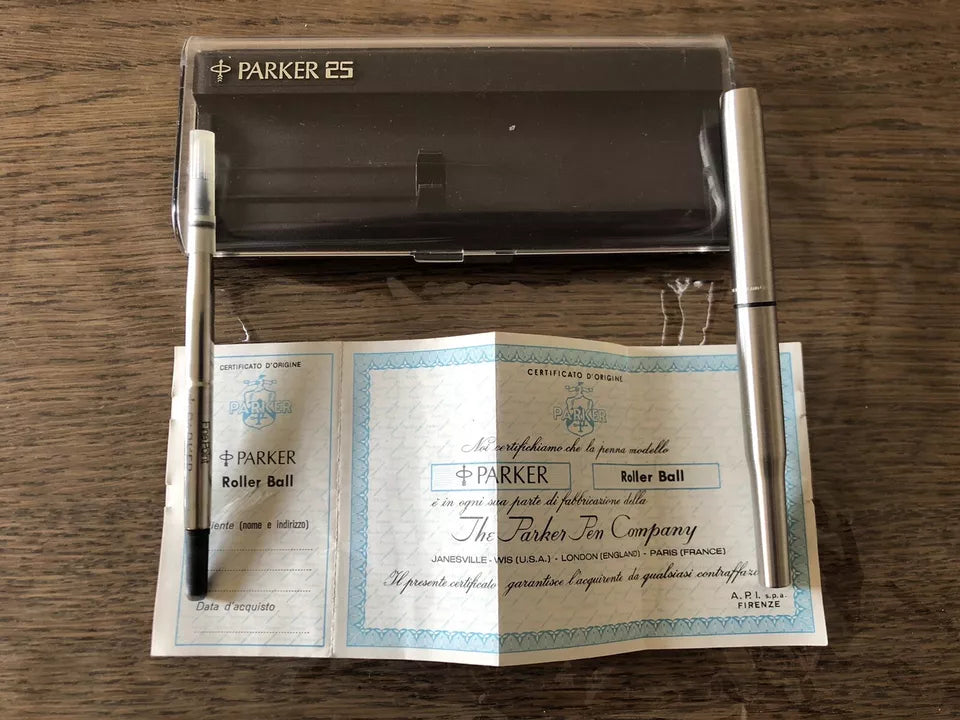 PARKER 25
CERTIFICATO D'ORIGINE
PARKER
PARKER
Roller Ball
(nome e indirizzo)
Data d'acquisto
CERTIFICATO D'ORIGINE
PARKER
Noi certifichiamo che la penna modello
PARKER
Roller Ball
è in ogni sua parte di fabbricazione della
The Parker Pen Company
JANESVILLE - WIS (U.S.A.) - LONDON (ENGLAND) - PARIS (FRANCE)
Il presente certificato garantisce l'acquirente da qualsiasi contraffazi
A.P.I. s.p.a.
FIRENZE